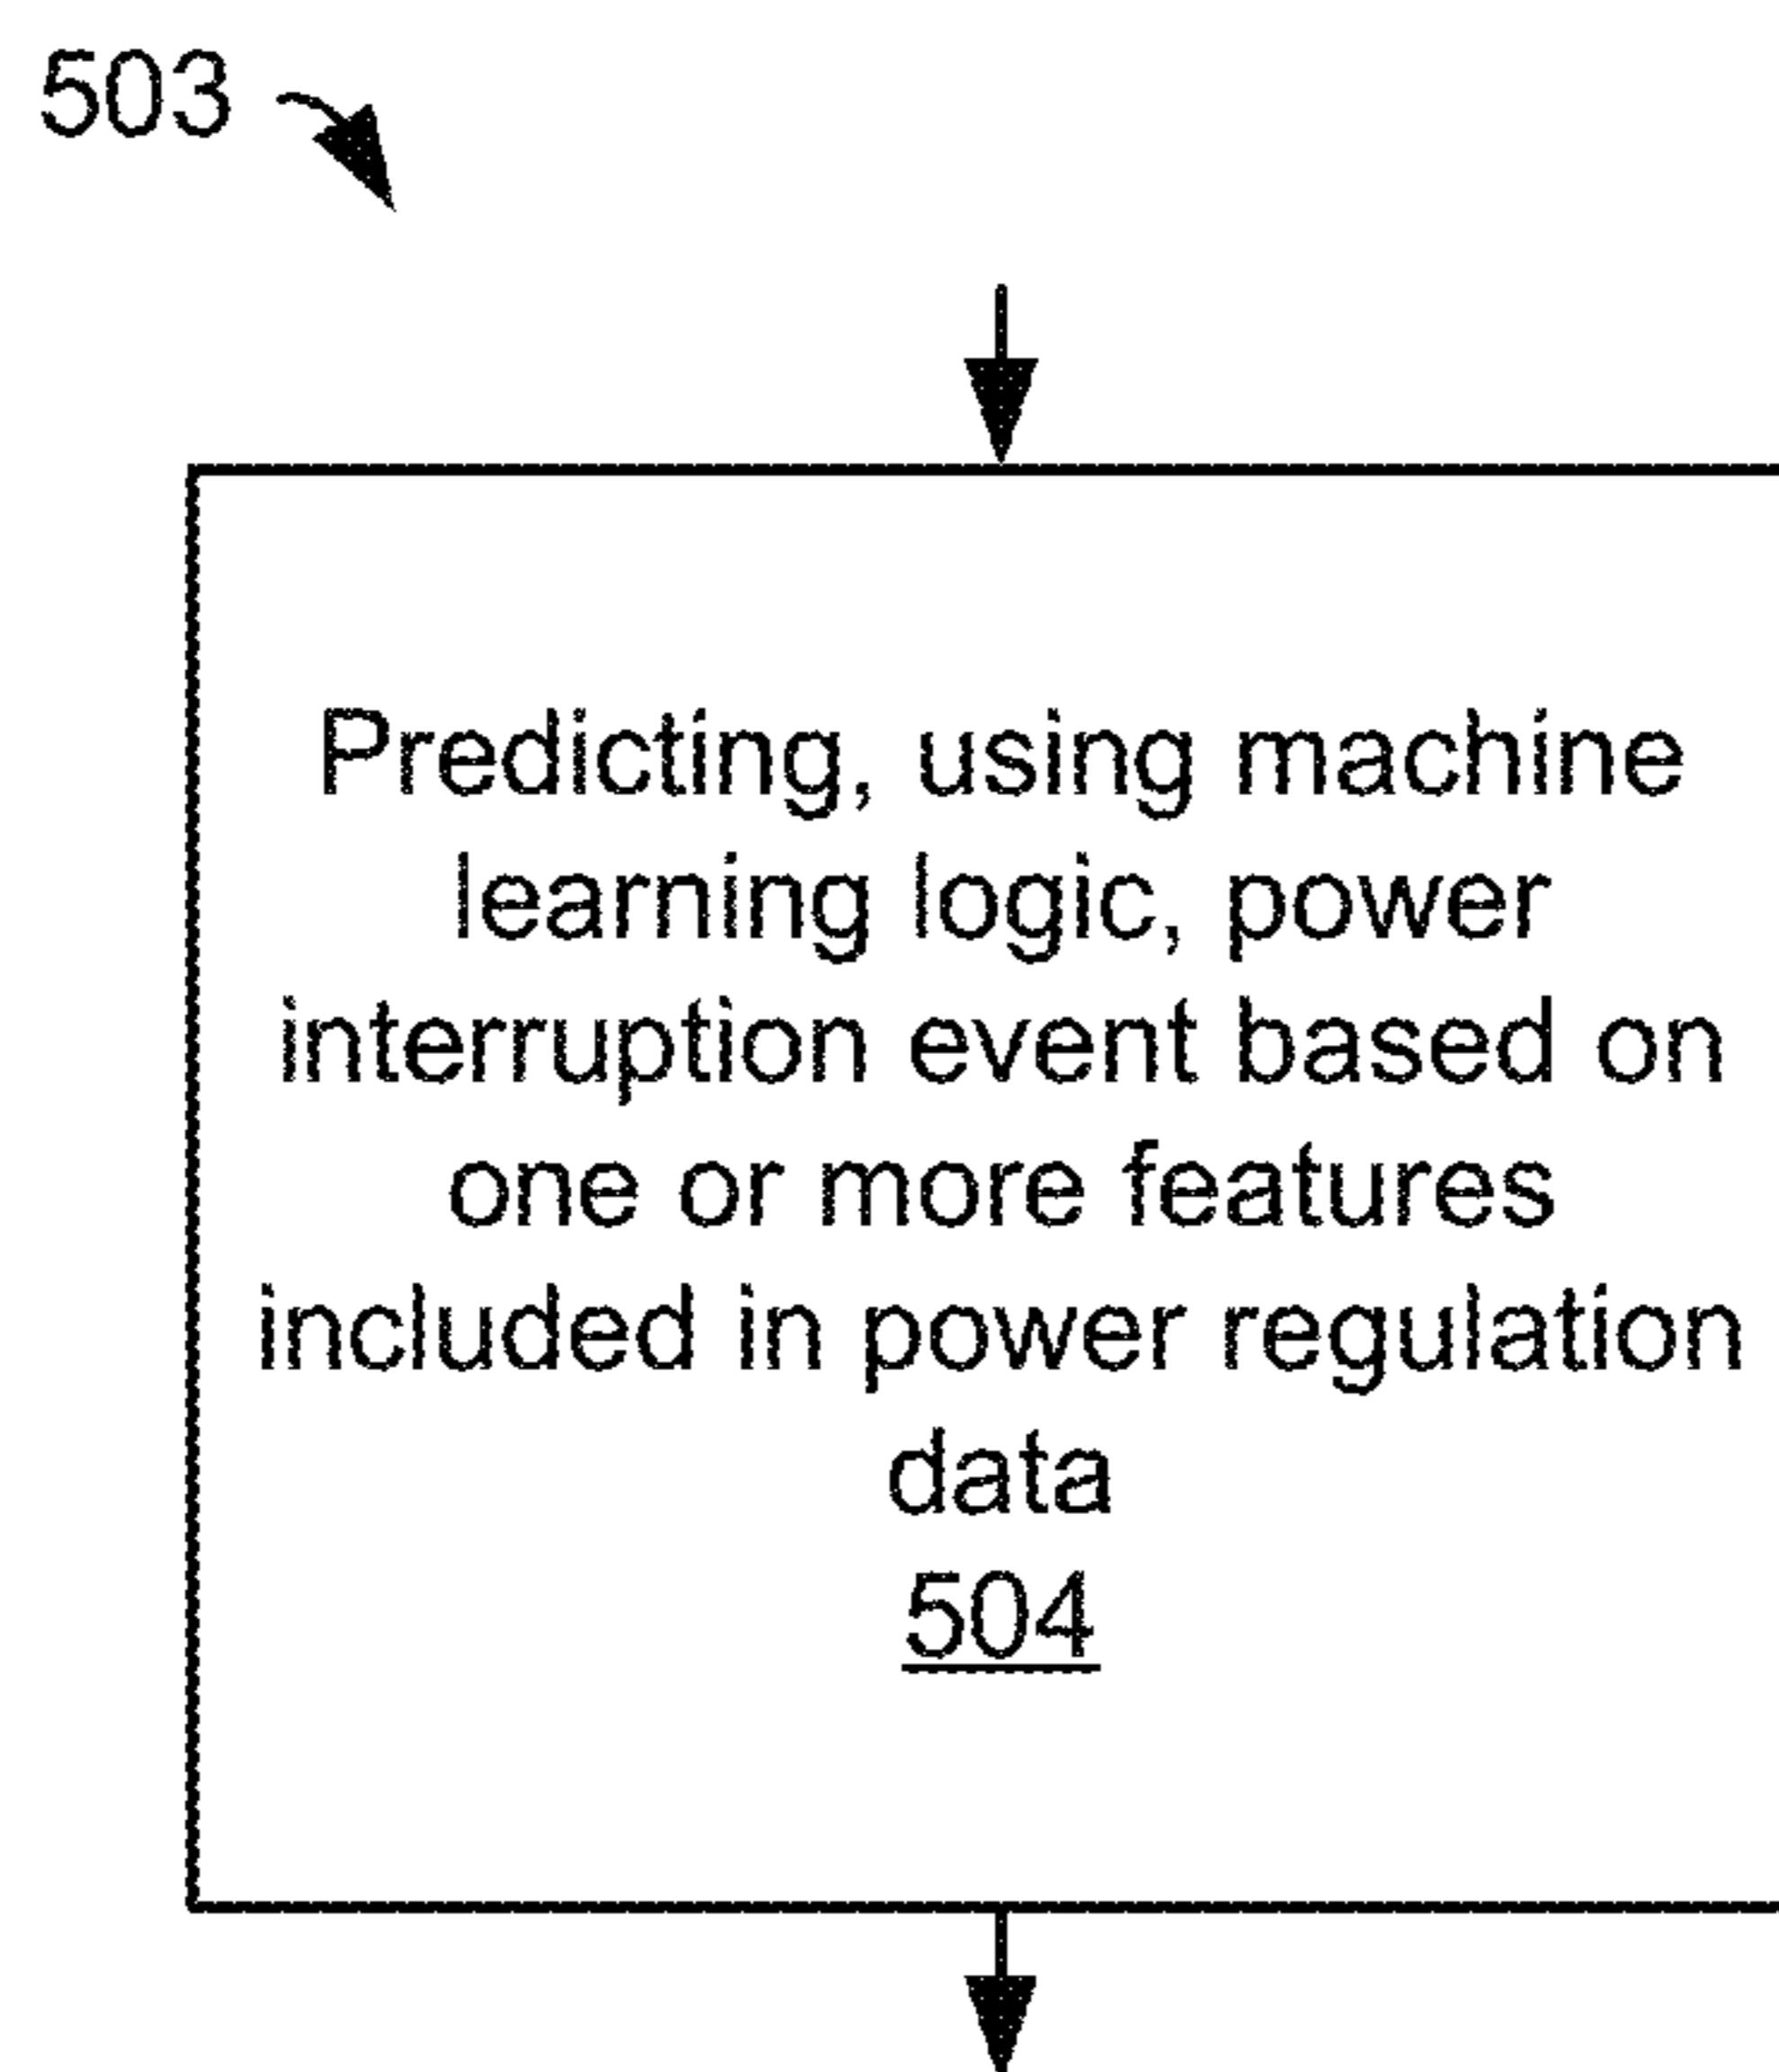 503
Predicting, using machine
learning logic, power
interruption event based on
one or more features
included in power regulation
data
504